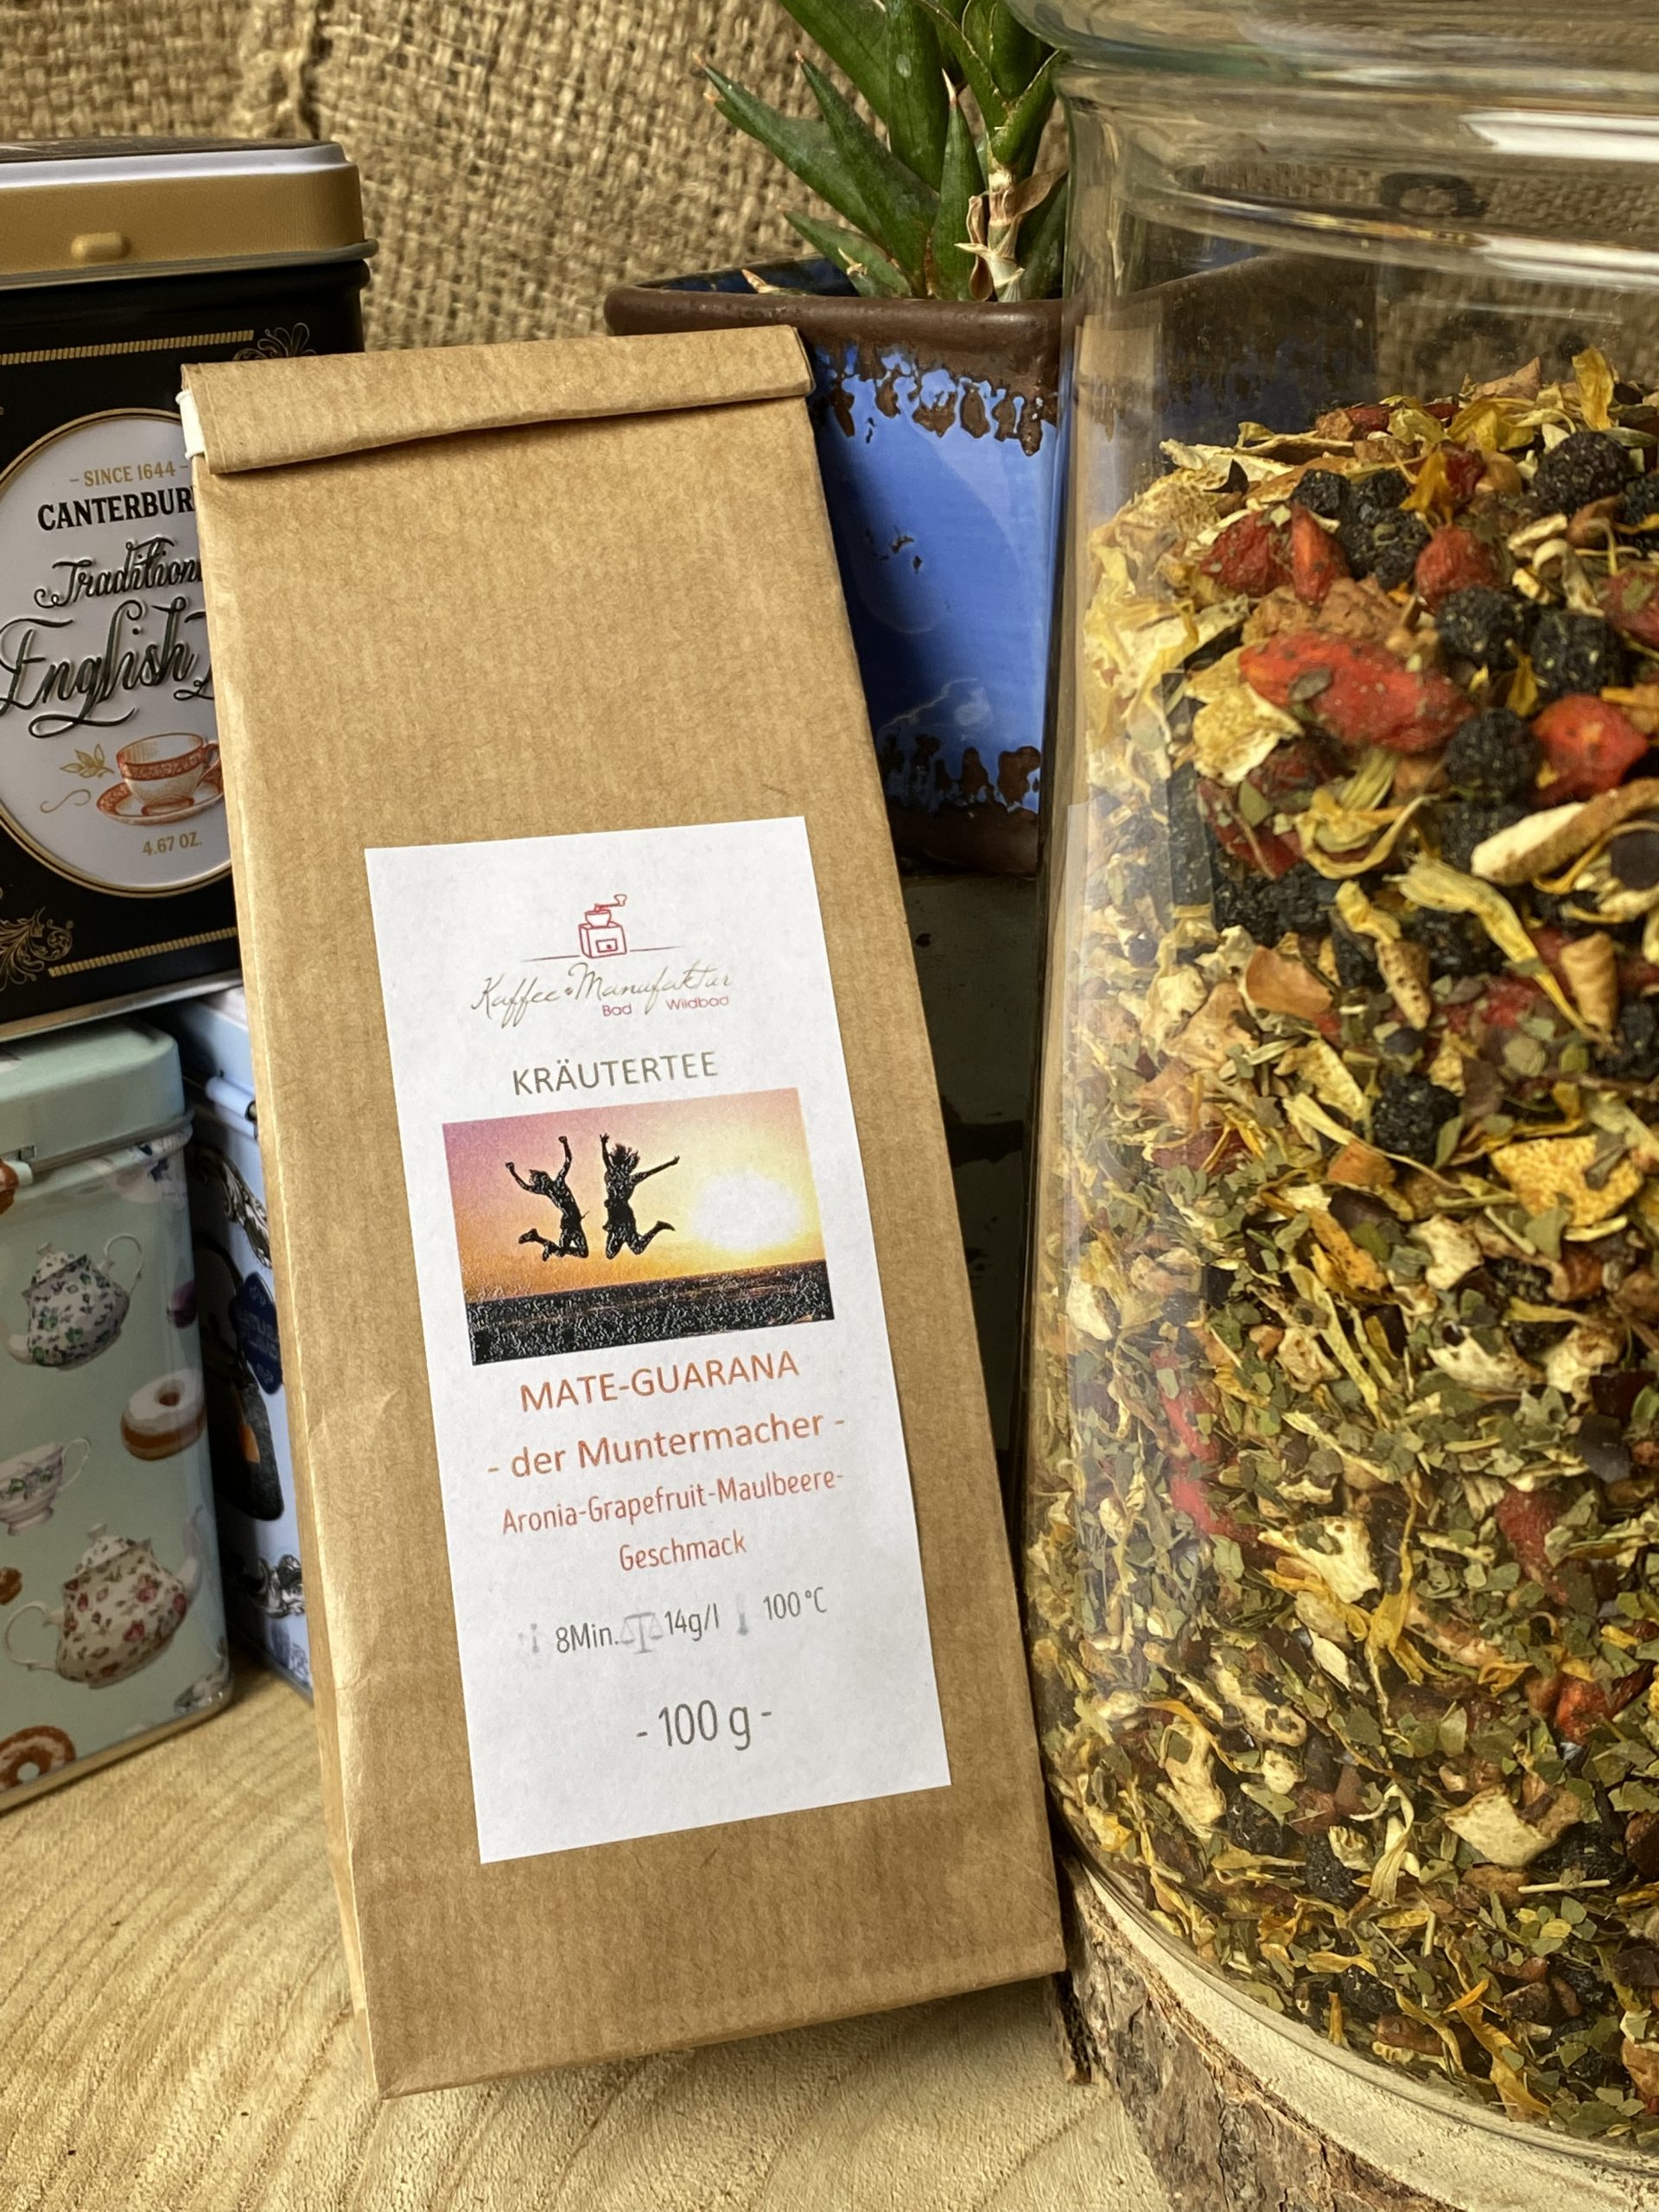 - SINCE 1644 -
CANTERBUR
Tradition
English
4.67 OZ.
Kaffee Manufaktur
Bad Wildbad
KRÄUTERTEE
MATE-GUARANA
- der Muntermacher -
Aronia-Grapefruit-Maulbeere-
Geschmack
8Min. 14g/l 100°C
- 100 g -